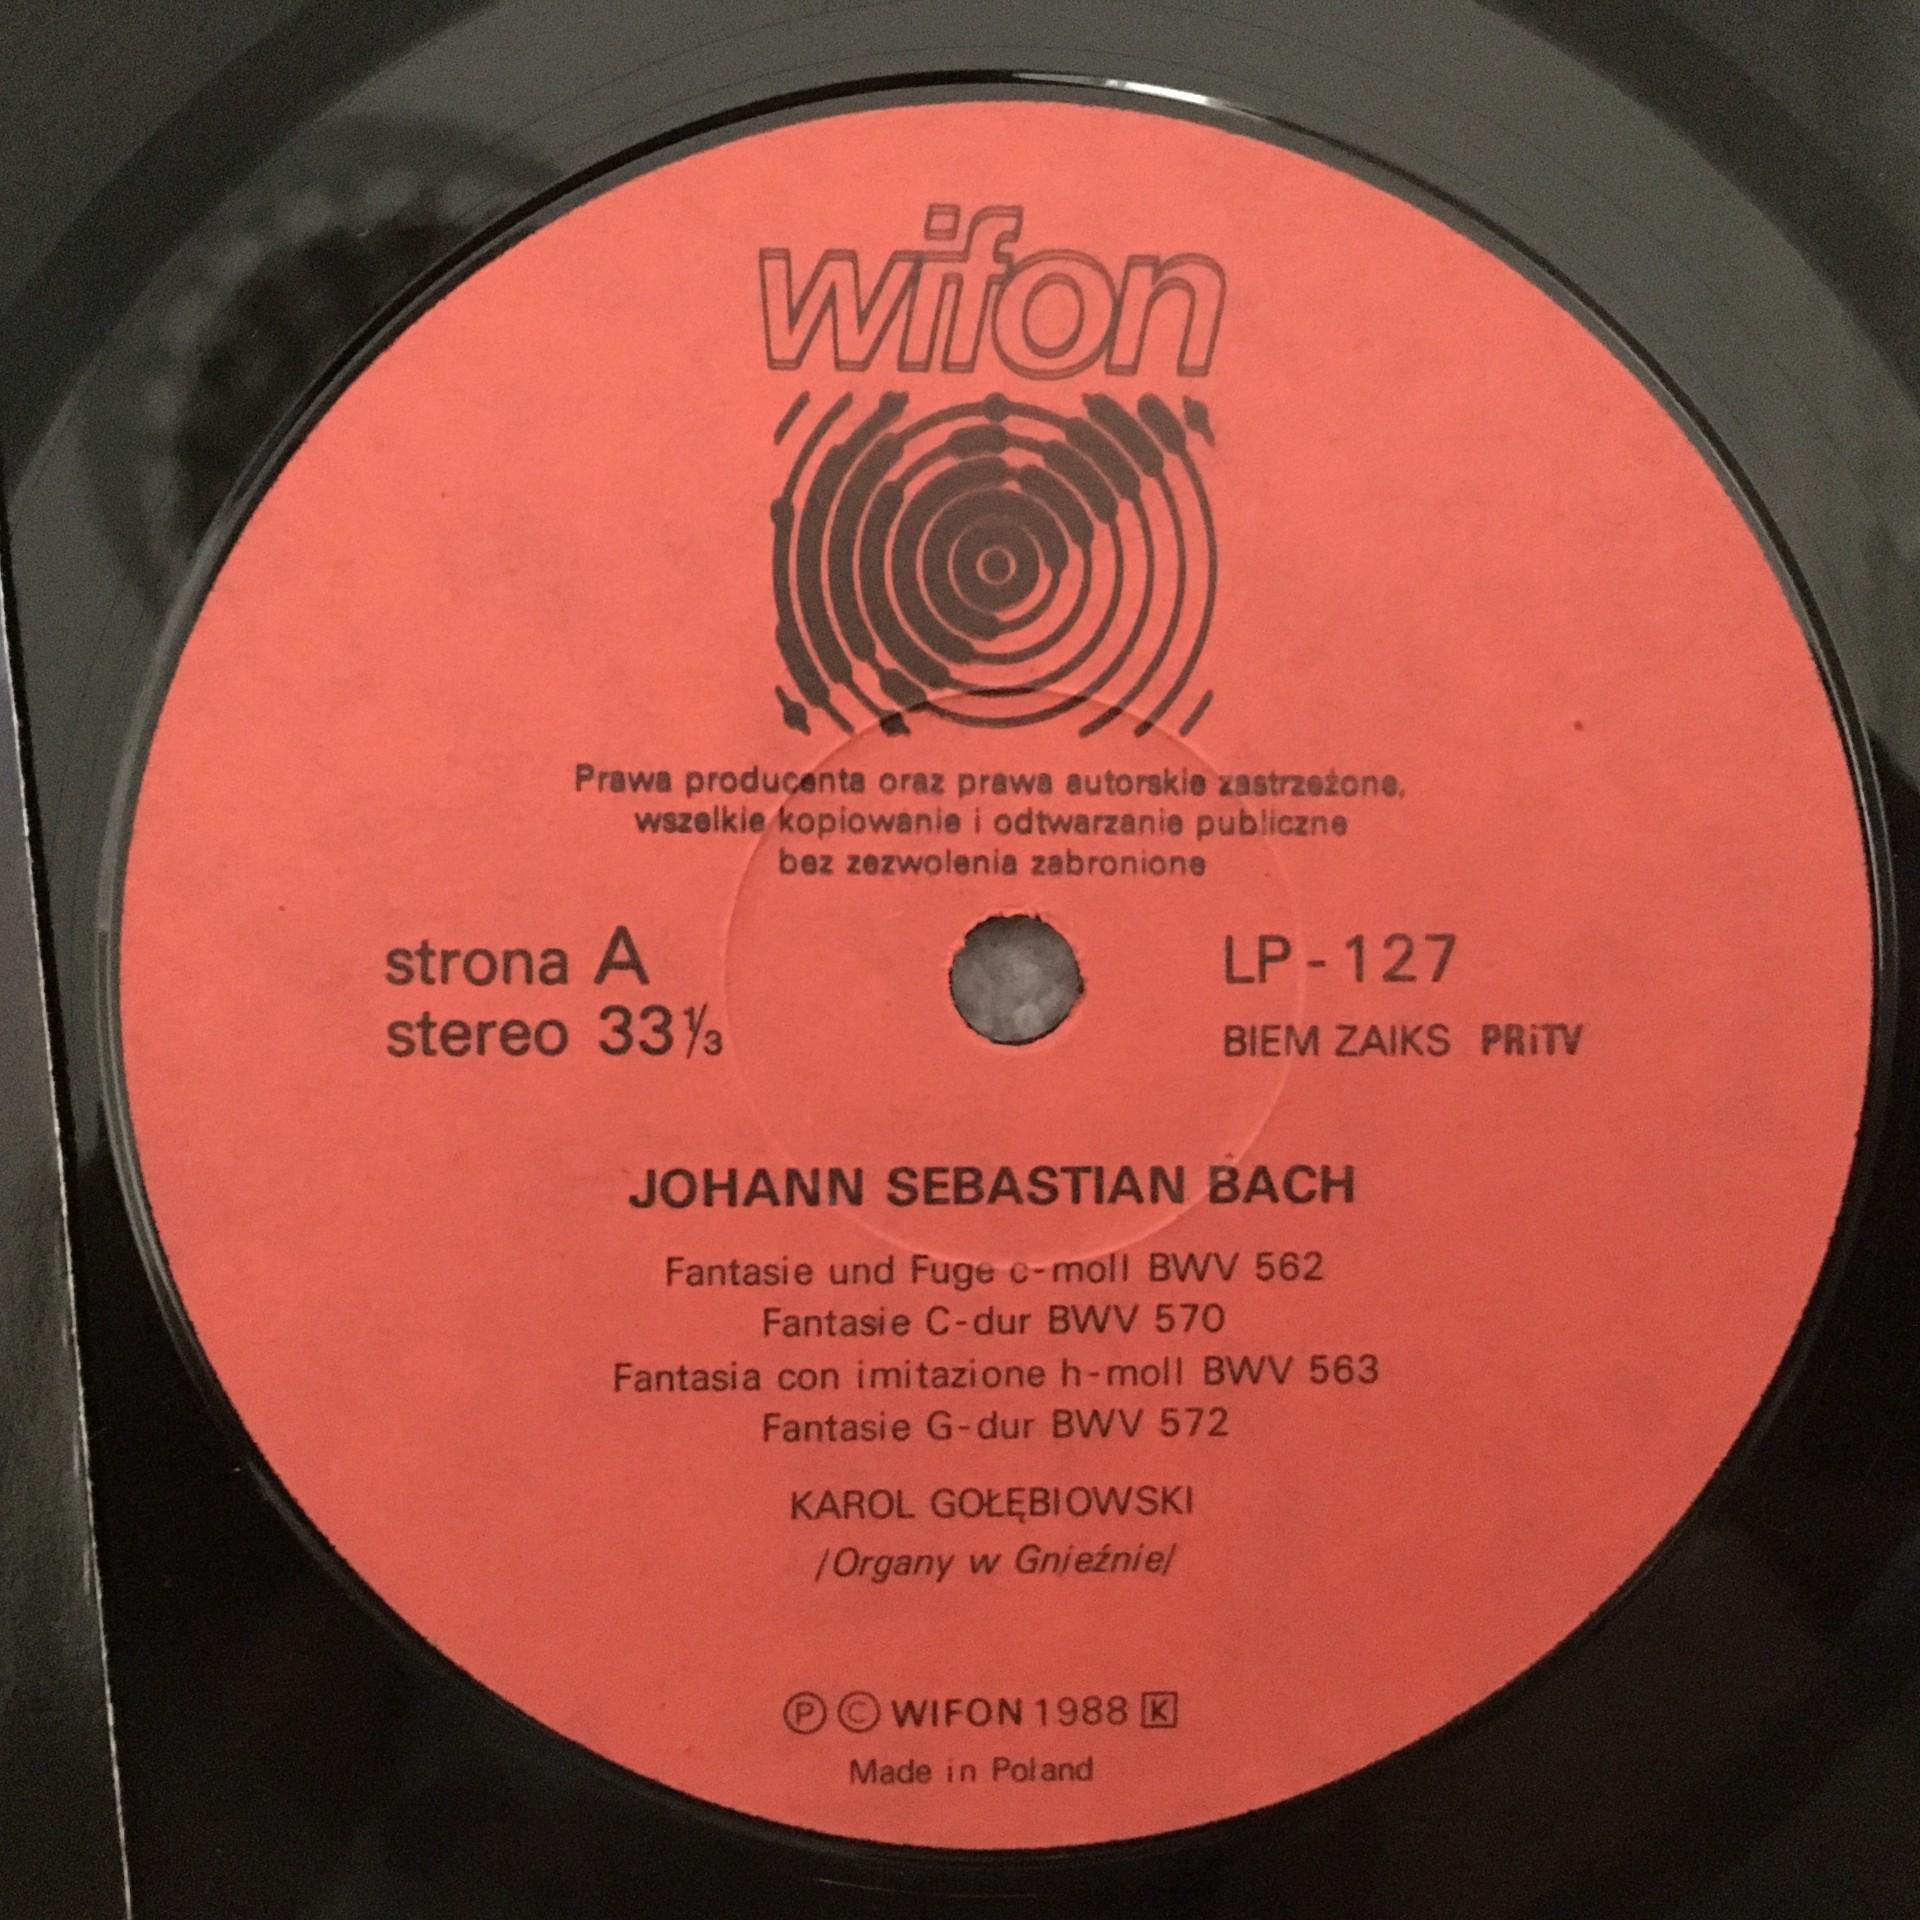 wifon
Prawa producenta oraz prawa autorskie zastrzeżone,
wszelkie kopiowanie i odtwarzanie publiczne
bez zezwolenia zabronione
strona A
LP-127
stereo 33⅓
BIEM ZAIKS PRiTV
JOHANN SEBASTIAN BACH
Fantasie und Fuge c-moll BWV 562
Fantasie C-dur BWV 570
Fantasia con imitazione h-moll BWV 563
Fantasie G-dur BWV 572
KAROL GOŁĘBIOWSKI
/Organy w Gnieźnie/
Ⓟ © WIFON 1988 K
Made in Poland